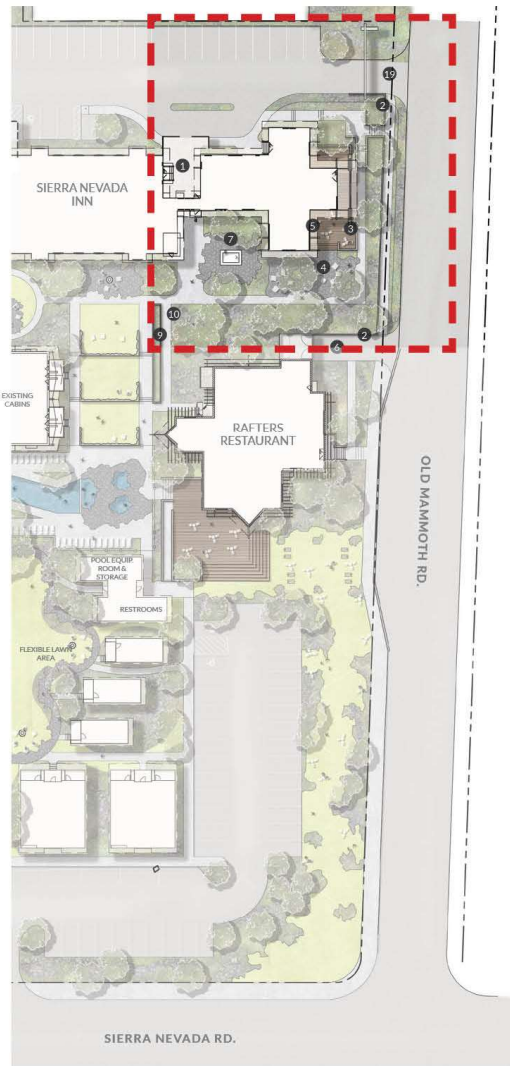 19
2
1
SIERRA NEVADA
INN
5
3
7
4
10
9
2
6
EXISTING
CABINS
RAFTERS
RESTAURANT
OLD MAMMOTH RD.
POOL EQUIP.
ROOM &
STORAGE
RESTROOMS
FLEXIBLE LAWN
AREA
SIERRA NEVADA RD.